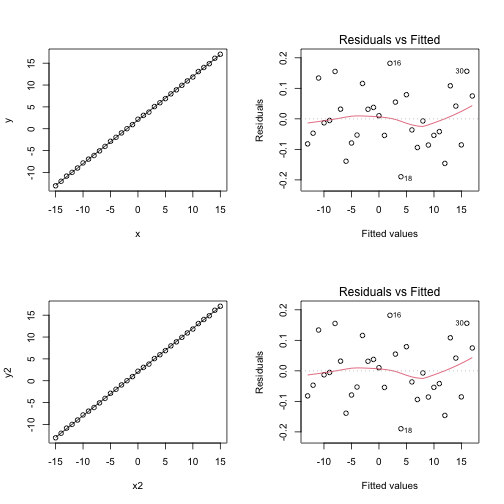 y
15
10
5
0
-5
-10
-15 -10 -5 0 5 10 15
x
Residuals vs Fitted
Residuals
0.2
0.1
0.0
-0.1
-0.2
16
30
18
-10 -5 0 5 10 15
Fitted values
y2
15
10
5
0
-5
-10
-15 -10 -5 0 5 10 15
x2
Residuals vs Fitted
Residuals
0.2
0.1
0.0
-0.1
-0.2
16
30
18
-10 -5 0 5 10 15
Fitted values